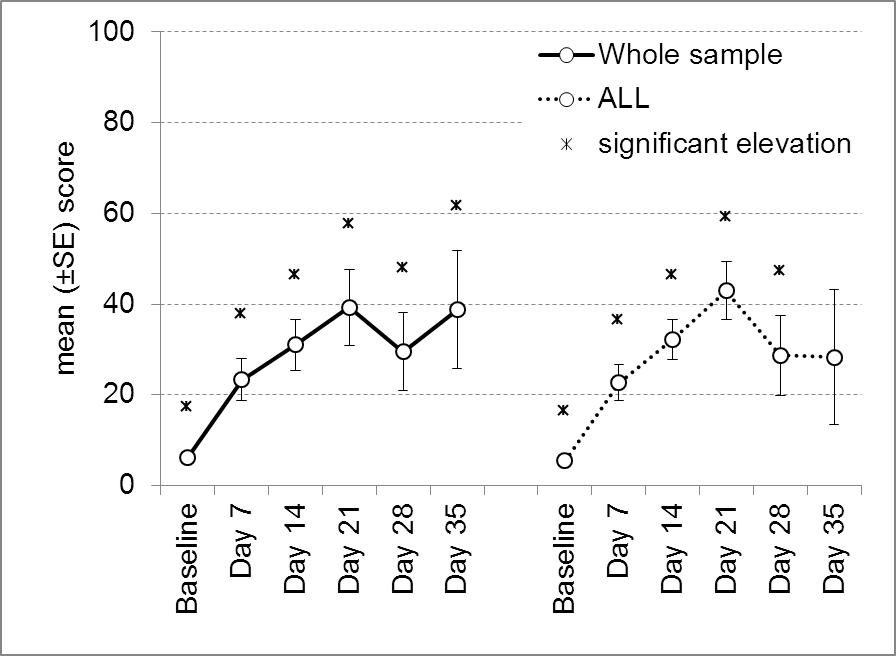 100
80
60
40
20
0
mean (±SE) score
Whole sample
ALL
significant elevation
Baseline
Day 7
Day 14
Day 21
Day 28
Day 35
Baseline
Day 7
Day 14
Day 21
Day 28
Day 35